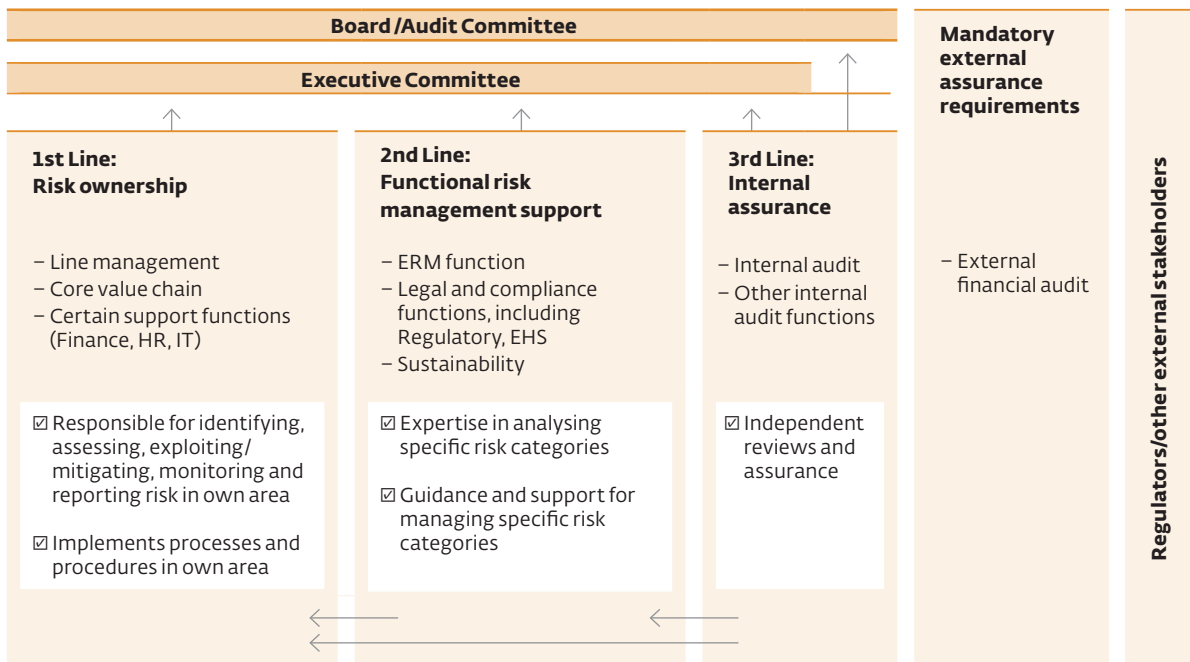 Board /Audit Committee
Executive Committee
1st Line:
Risk ownership
– Line management
– Core value chain
– Certain support functions
(Finance, HR, IT)
☑ Responsible for identifying,
assessing, exploiting/
mitigating, monitoring and
reporting risk in own area
☑ Implements processes and
procedures in own area
2nd Line:
Functional risk
management support
– ERM function
– Legal and compliance
functions, including
Regulatory, EHS
– Sustainability
☑ Expertise in analysing
specific risk categories
☑ Guidance and support for
managing specific risk
categories
3rd Line:
Internal
assurance
– Internal audit
– Other internal
audit functions
☑ Independent
reviews and
assurance
Mandatory
external
assurance
requirements
– External
financial audit
Regulators/other external stakeholders